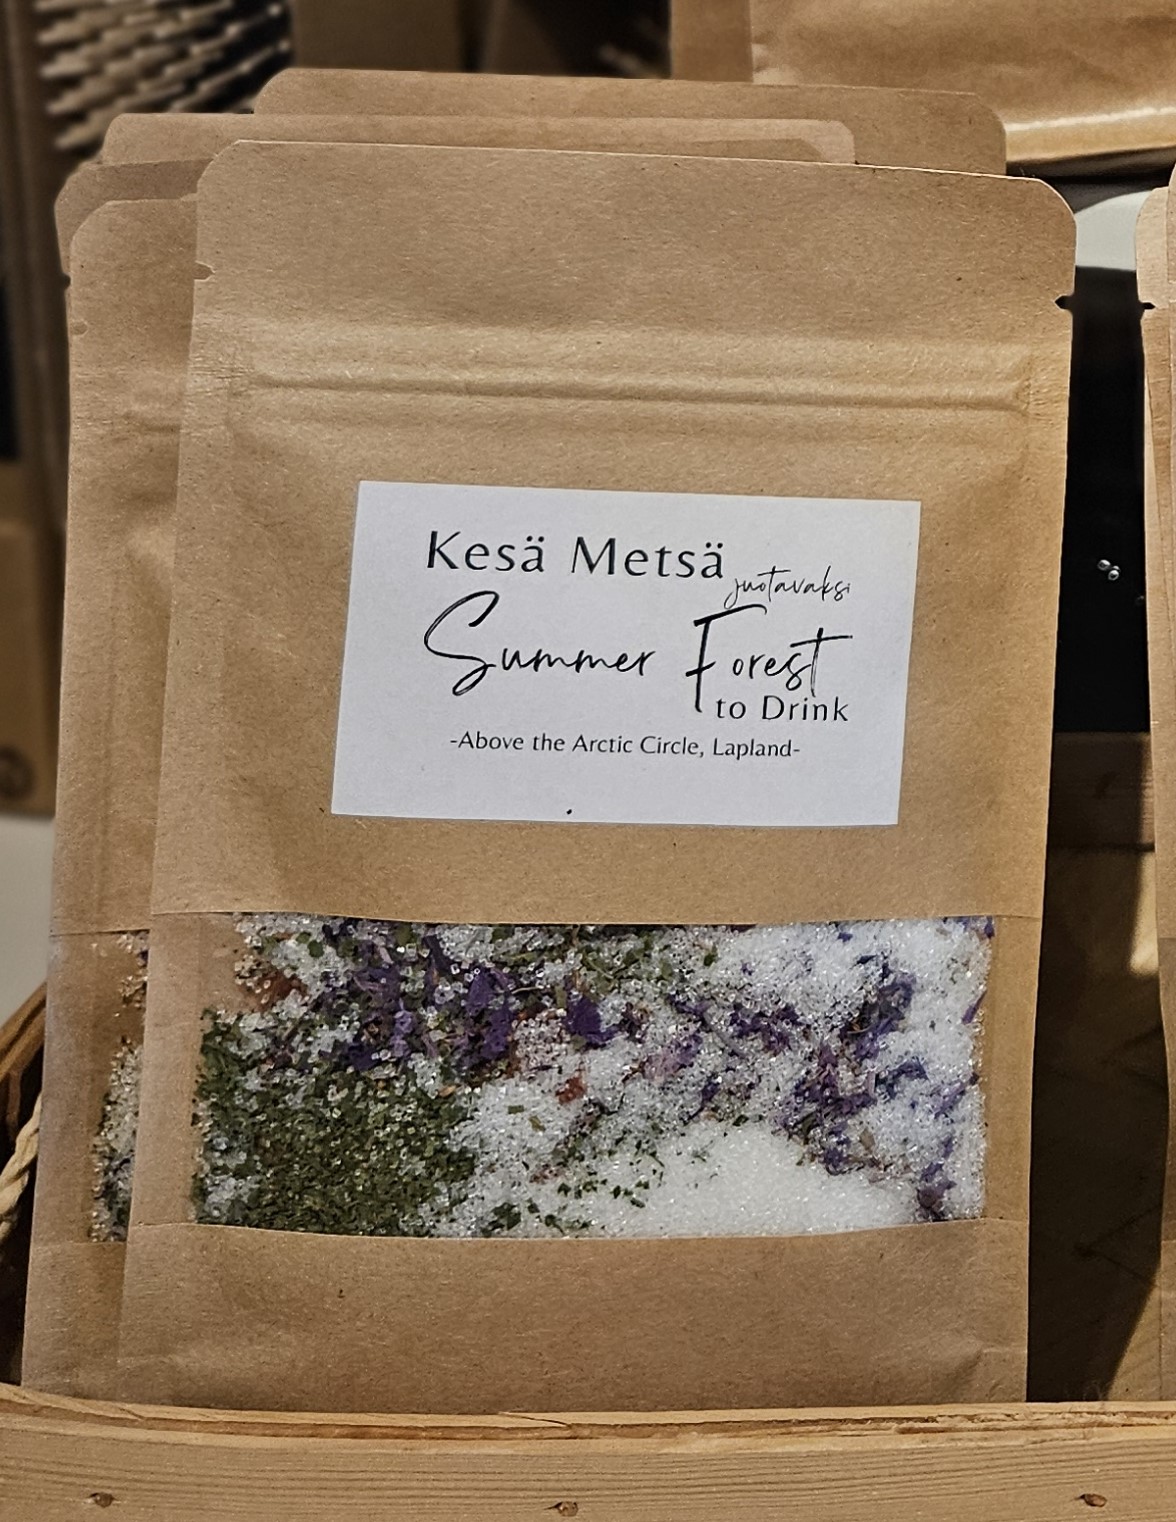 Kesä Metsä
juotavaksi
Summer Forest
to Drink
-Above the Arctic Circle, Lapland-